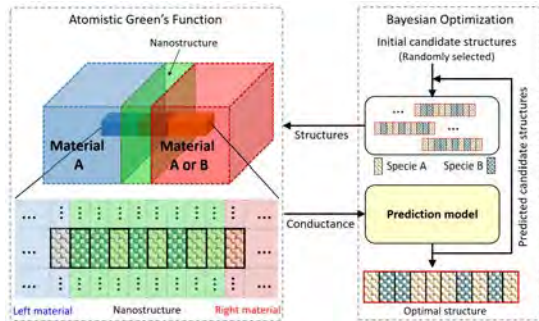 Atomistic Green's Function
Nanostructure
Material
A
Material
A or B
... ...
Left material
Nanostructure
Right material
Structures
Conductance
Bayesian Optimization
Initial candidate structures
(Randomly selected)
...
...
Specie A
Specie B
Prediction model
Predicted candidate structures
Optimal structure